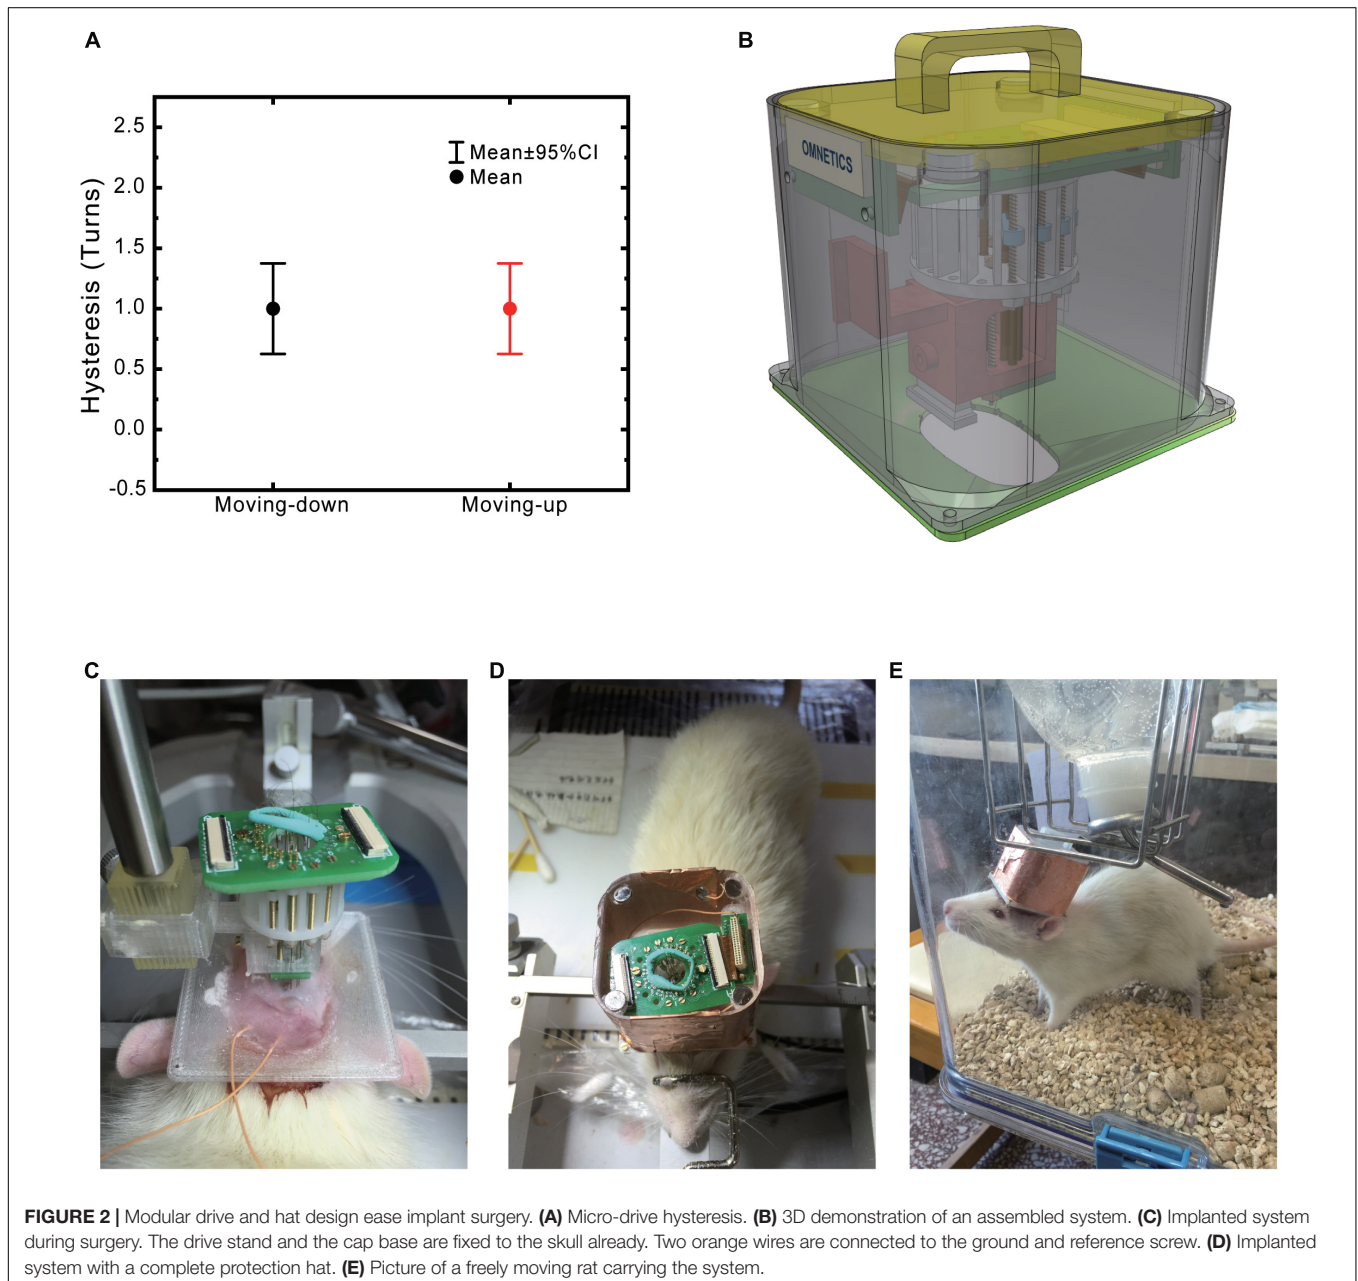 A
B
2.5
2.0
1.5
1.0
0.5
0.0
-0.5
Hysteresis (Turns)
Mean±95%CI
Mean
Moving-down
Moving-up
OMNETICS
C
D
E
FIGURE 2 | Modular drive and hat design ease implant surgery. (A) Micro-drive hysteresis. (B) 3D demonstration of an assembled system. (C) Implanted system
during surgery. The drive stand and the cap base are fixed to the skull already. Two orange wires are connected to the ground and reference screw. (D) Implanted
system with a complete protection hat. (E) Picture of a freely moving rat carrying the system.